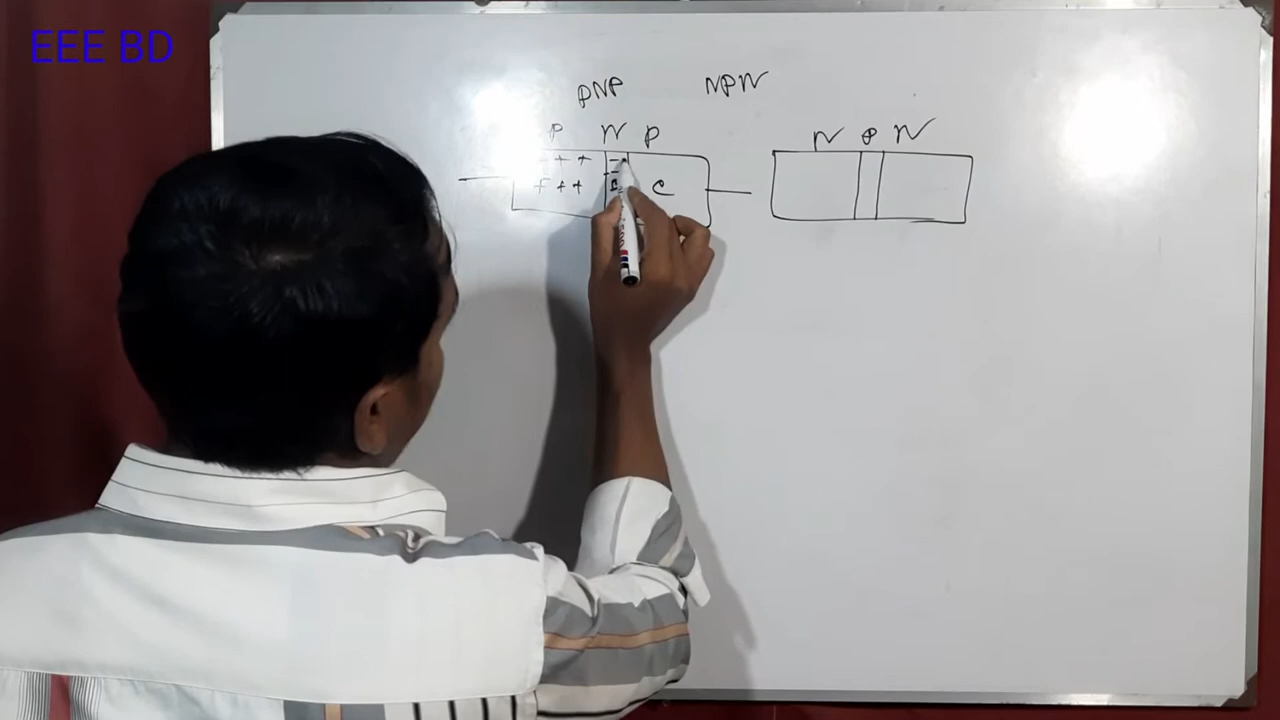 EEE BD
PNP NPN
P N P N P N
+ + -
+ + + B C